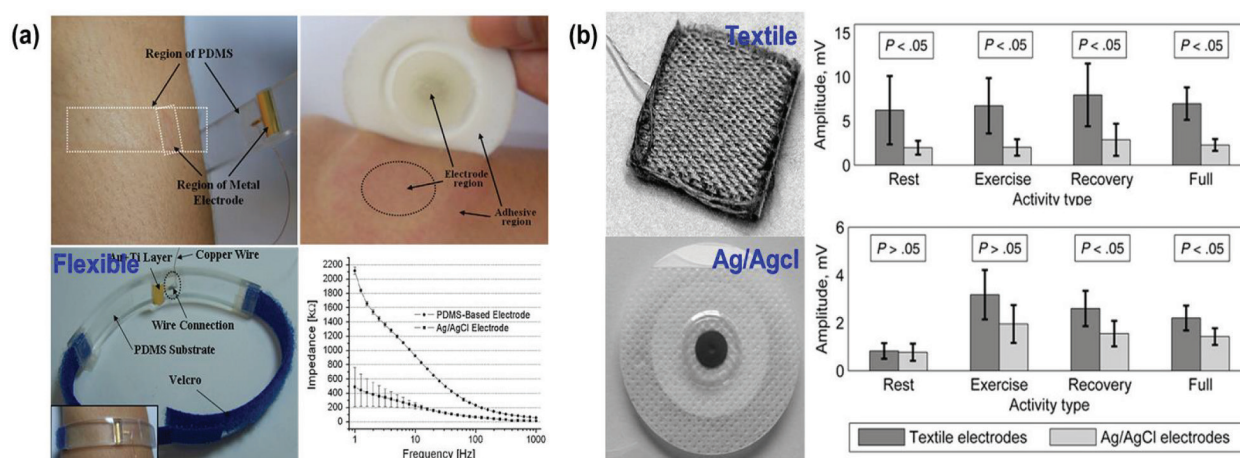 (a)
Region of PDMS
Region of Metal
Electrode
Electrode
region
Adhesive
region
Flexible
Au-Ti Layer
Copper Wire
Wire Connection
PDMS Substrate
Velcro
Impedance [kΩ]
2200
2000
1800
1600
1400
1200
1000
800
600
400
200
0
PDMS-Based Electrode
Ag/AgCl Electrode
1
10
100
1000
Frequency [Hz]
(b)
Textile
Ag/Agcl
Amplitude, mV
15
10
5
0
P < .05
P < .05
P < .05
P < .05
Rest
Exercise
Recovery
Full
Activity type
Amplitude, mV
6
4
2
0
P > .05
P > .05
P < .05
P < .05
Rest
Exercise
Recovery
Full
Activity type
Textile electrodes
Ag/AgCl electrodes